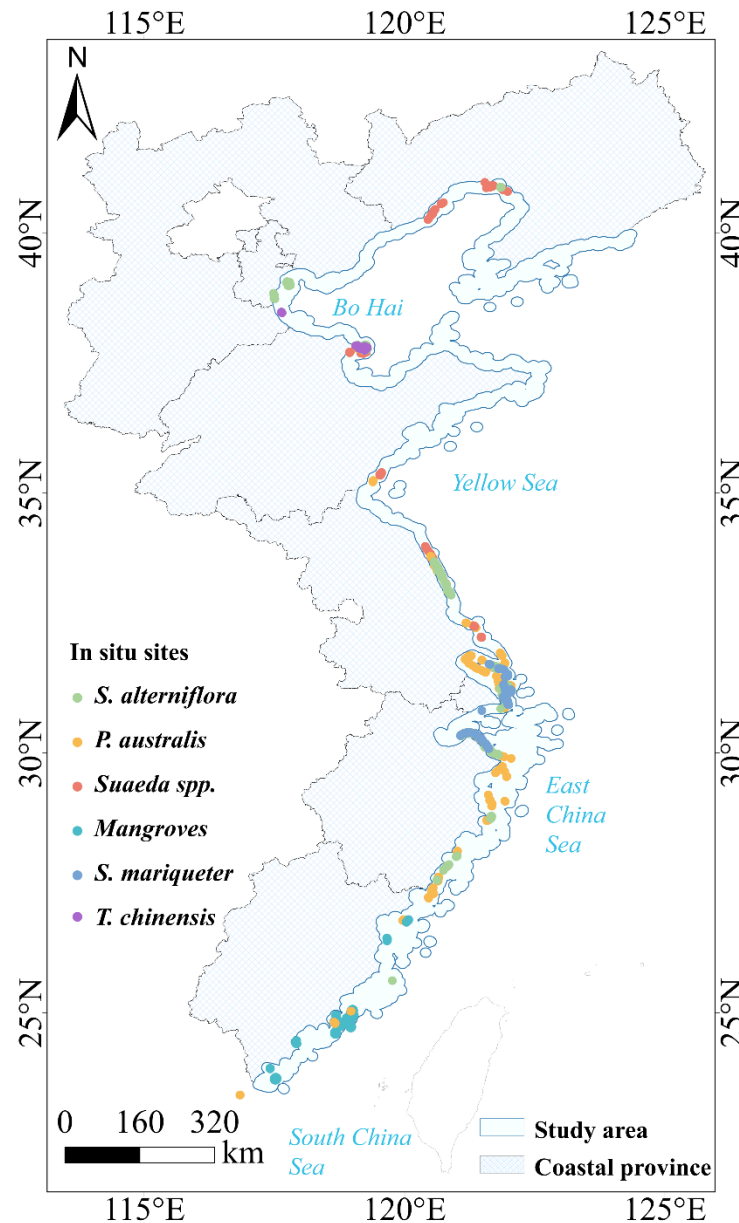 115°E 120°E 125°E
N
40°N
Bo Hai
Yellow Sea
35°N
In situ sites
S. alterniflora
P. australis
Suaeda spp.
Mangroves
S. mariqueter
T. chinensis
30°N
East
China
Sea
25°N
0 160 320
km
South China
Sea
Study area
Coastal province
40°N
35°N
30°N
25°N
115°E 120°E 125°E